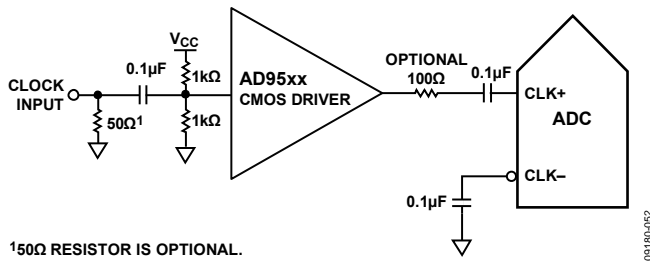 VCC
OPTIONAL
0.1µF
1kΩ
AD95xx
100Ω
0.1µF
CLOCK
INPUT
CMOS DRIVER
CLK+
ADC
50Ω1
1kΩ
CLK–
0.1µF
150Ω RESISTOR IS OPTIONAL.
09180-052